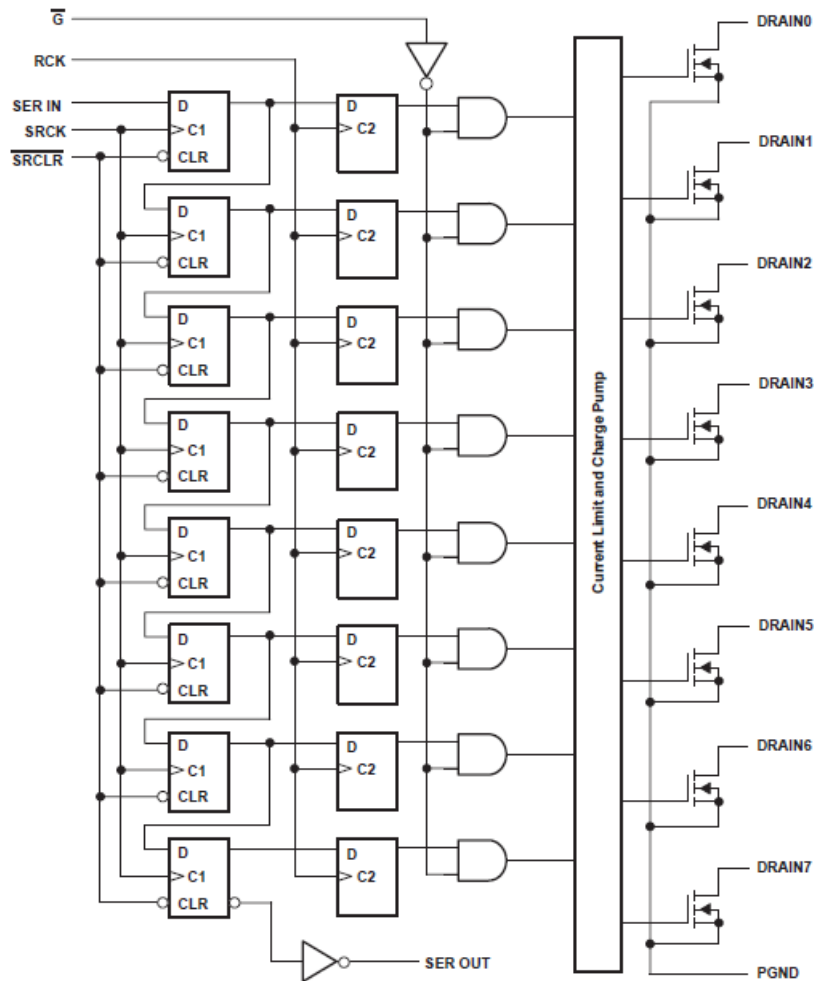 G
DRAIN0
RCK
SER IN
D
C1
CLR
D
C2
SRCK
SRCLR
DRAIN1
D
C1
CLR
D
C2
DRAIN2
D
C1
CLR
D
C2
DRAIN3
D
C1
CLR
D
C2
Current Limit and Charge Pump
DRAIN4
D
C1
CLR
D
C2
DRAIN5
D
C1
CLR
D
C2
DRAIN6
D
C1
CLR
D
C2
DRAIN7
D
C1
CLR
D
C2
SER OUT
PGND